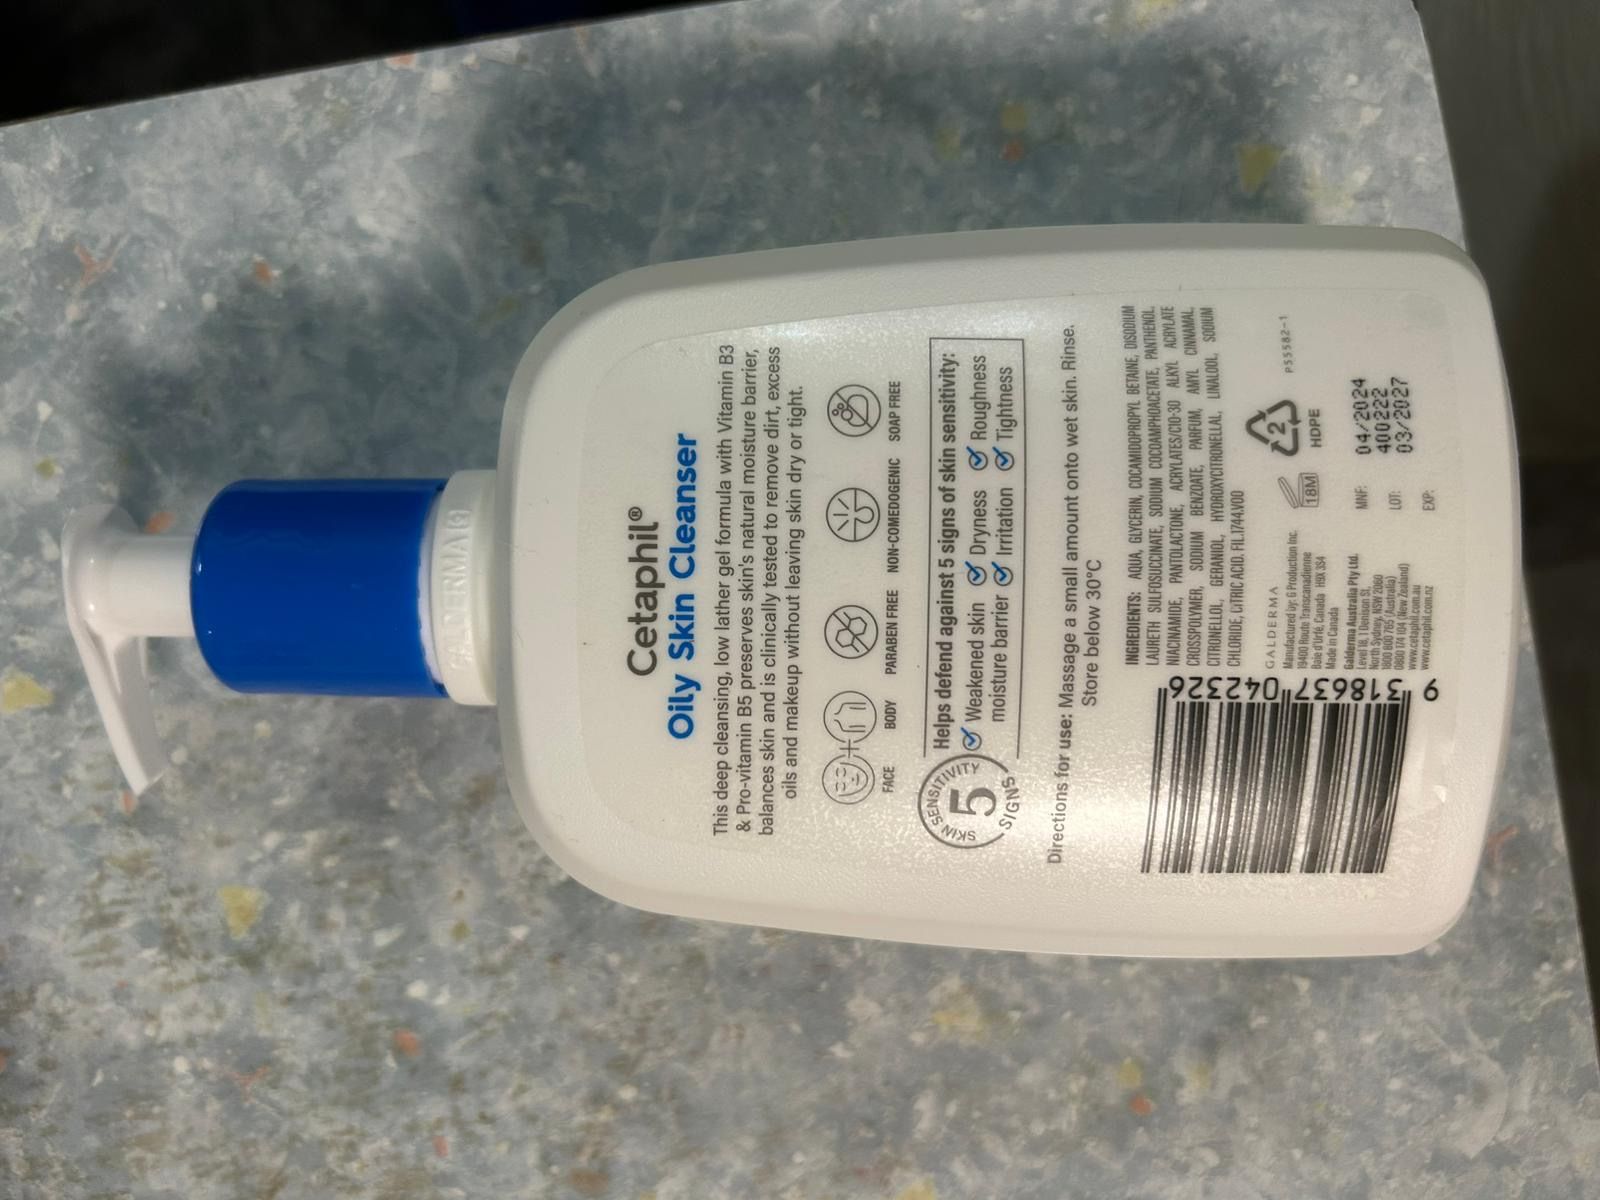 GALDERMA
Cetaphil®
Oily Skin Cleanser
This deep cleansing, low lather gel formula with Vitamin B3
& Pro-vitamin B5 preserves skin's natural moisture barrier,
balances skin and is clinically tested to remove dirt, excess
oils and makeup without leaving skin dry or tight.
FACE BODY PARABEN FREE NON-COMEDOGENIC SOAP FREE
SKIN SENSITIVITY
5
SIGNS
Helps defend against 5 signs of skin sensitivity:
Weakened skin Dryness Roughness
moisture barrier Irritation Tightness
Directions for use: Massage a small amount onto wet skin. Rinse.
Store below 30°C
INGREDIENTS: AQUA, GLYCERIN, COCAMIDOPROPYL BETAINE, DISODIUM
LAURETH SULFOSUCCINATE, SODIUM COCOAMPHOACETATE, PANTHENOL,
NIACINAMIDE, PANTOLACTONE, ACRYLATES/C10-30 ALKYL ACRYLATE
CROSSPOLYMER, SODIUM BENZOATE, PARFUM, AMYL CINNAMAL,
CITRONELLOL, GERANIOL, HYDROXYCITRONELLAL, LINALOOL, SODIUM
CHLORIDE, CITRIC ACID. FIL.1744.V00
GALDERMA
Manufactured by: G Production Inc.
19400 Route Transcanadienne
Baie d'Urfé, Canada H9X 3S4
Made in Canada
Galderma Australia Pty Ltd.
Level 18, 1 Denison St,
North Sydney, NSW 2060
1800 800 765 (Australia)
0800 174 104 (New Zealand)
www.cetaphil.com.au
www.cetaphil.co.nz
18M
2
HDPE
P55582-1
MNF: 04/2024
LOT: 400222
EXP: 03/2027
9 318637 042326